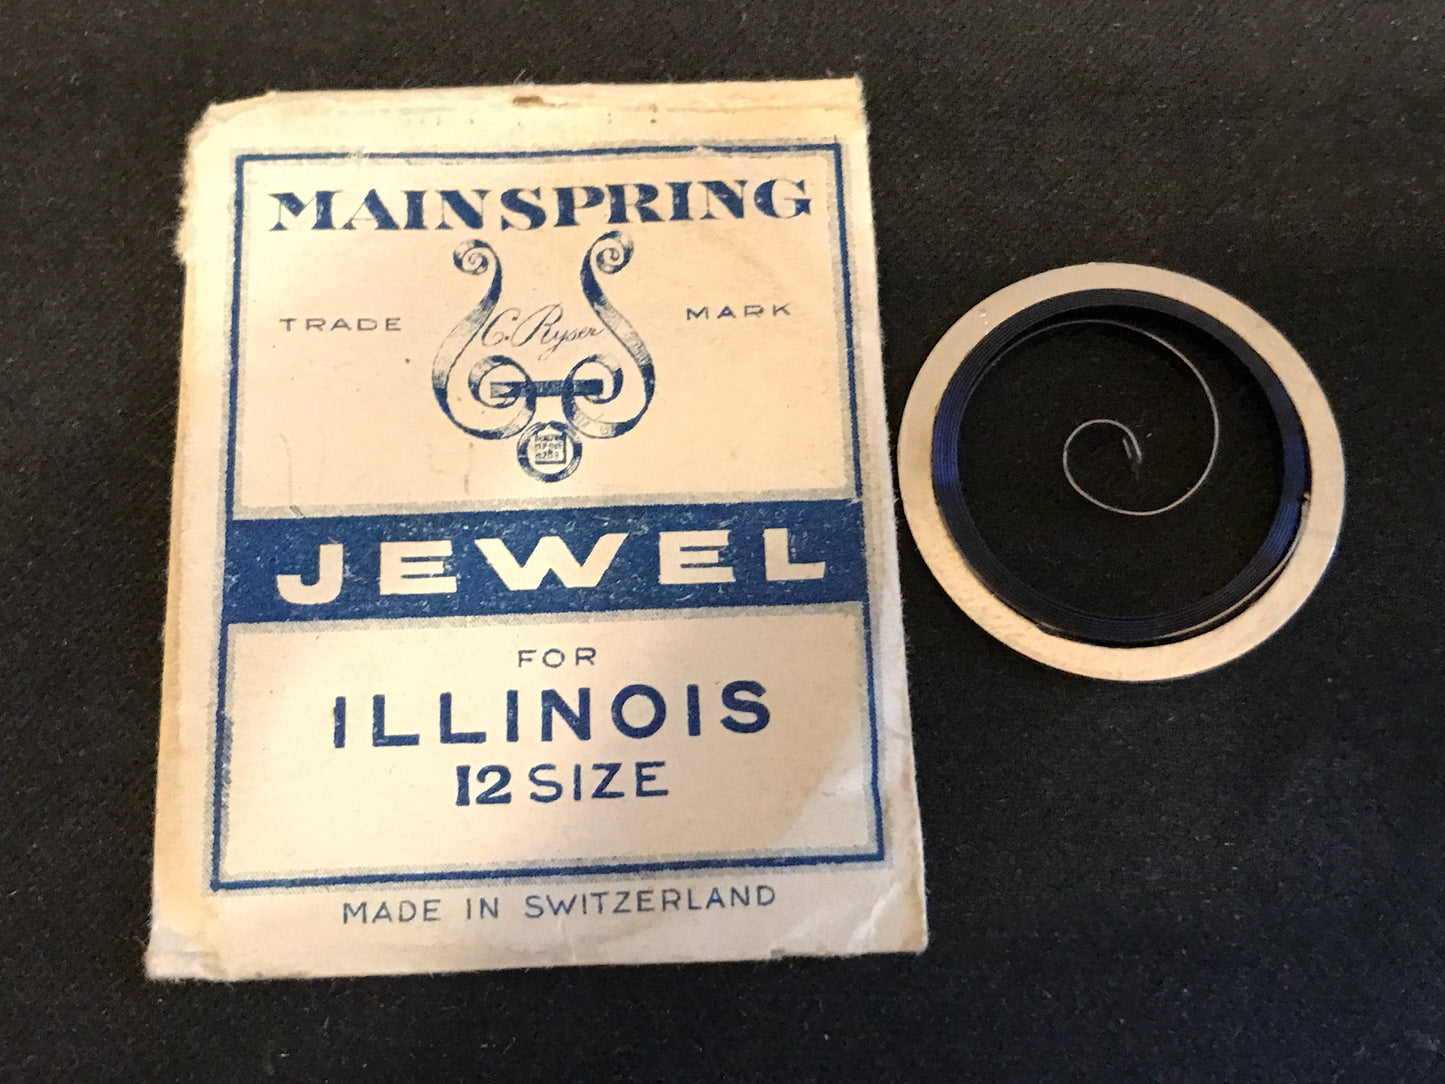 MAINSPRING
TRADE MARK
C. Ryser
JEWEL
FOR
ILLINOIS
12 SIZE
MADE IN SWITZERLAND